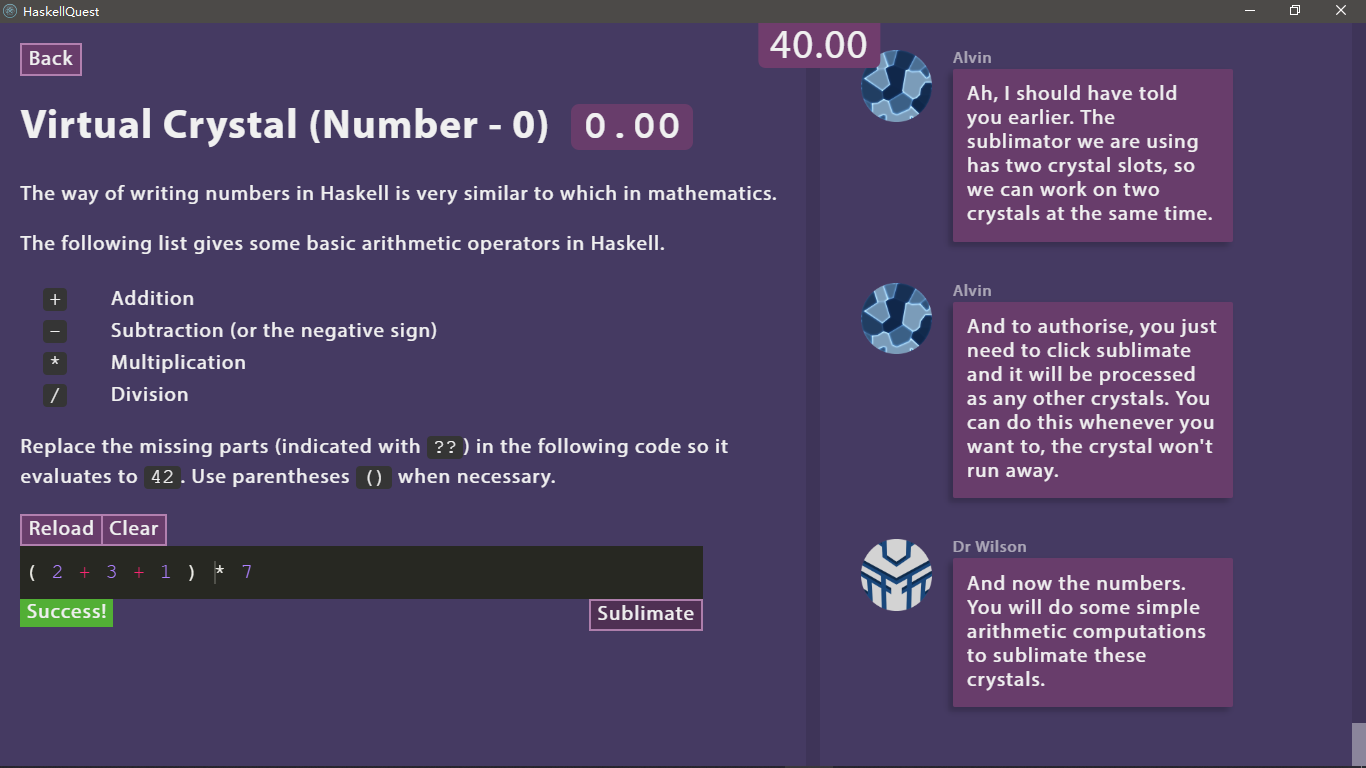 HaskellQuest
40.00
Back
Virtual Crystal (Number - 0) 0.00
The way of writing numbers in Haskell is very similar to which in mathematics.
The following list gives some basic arithmetic operators in Haskell.
+ Addition
- Subtraction (or the negative sign)
* Multiplication
/ Division
Replace the missing parts (indicated with ??) in the following code so it
evaluates to 42. Use parentheses () when necessary.
Reload Clear
( 2 + 3 + 1 ) * 7
Success! Sublimate
Alvin
Ah, I should have told
you earlier. The
sublimator we are using
has two crystal slots, so
we can work on two
crystals at the same time.
Alvin
And to authorise, you just
need to click sublimate
and it will be processed
as any other crystals. You
can do this whenever you
want to, the crystal won't
run away.
Dr Wilson
And now the numbers.
You will do some simple
arithmetic computations
to sublimate these
crystals.